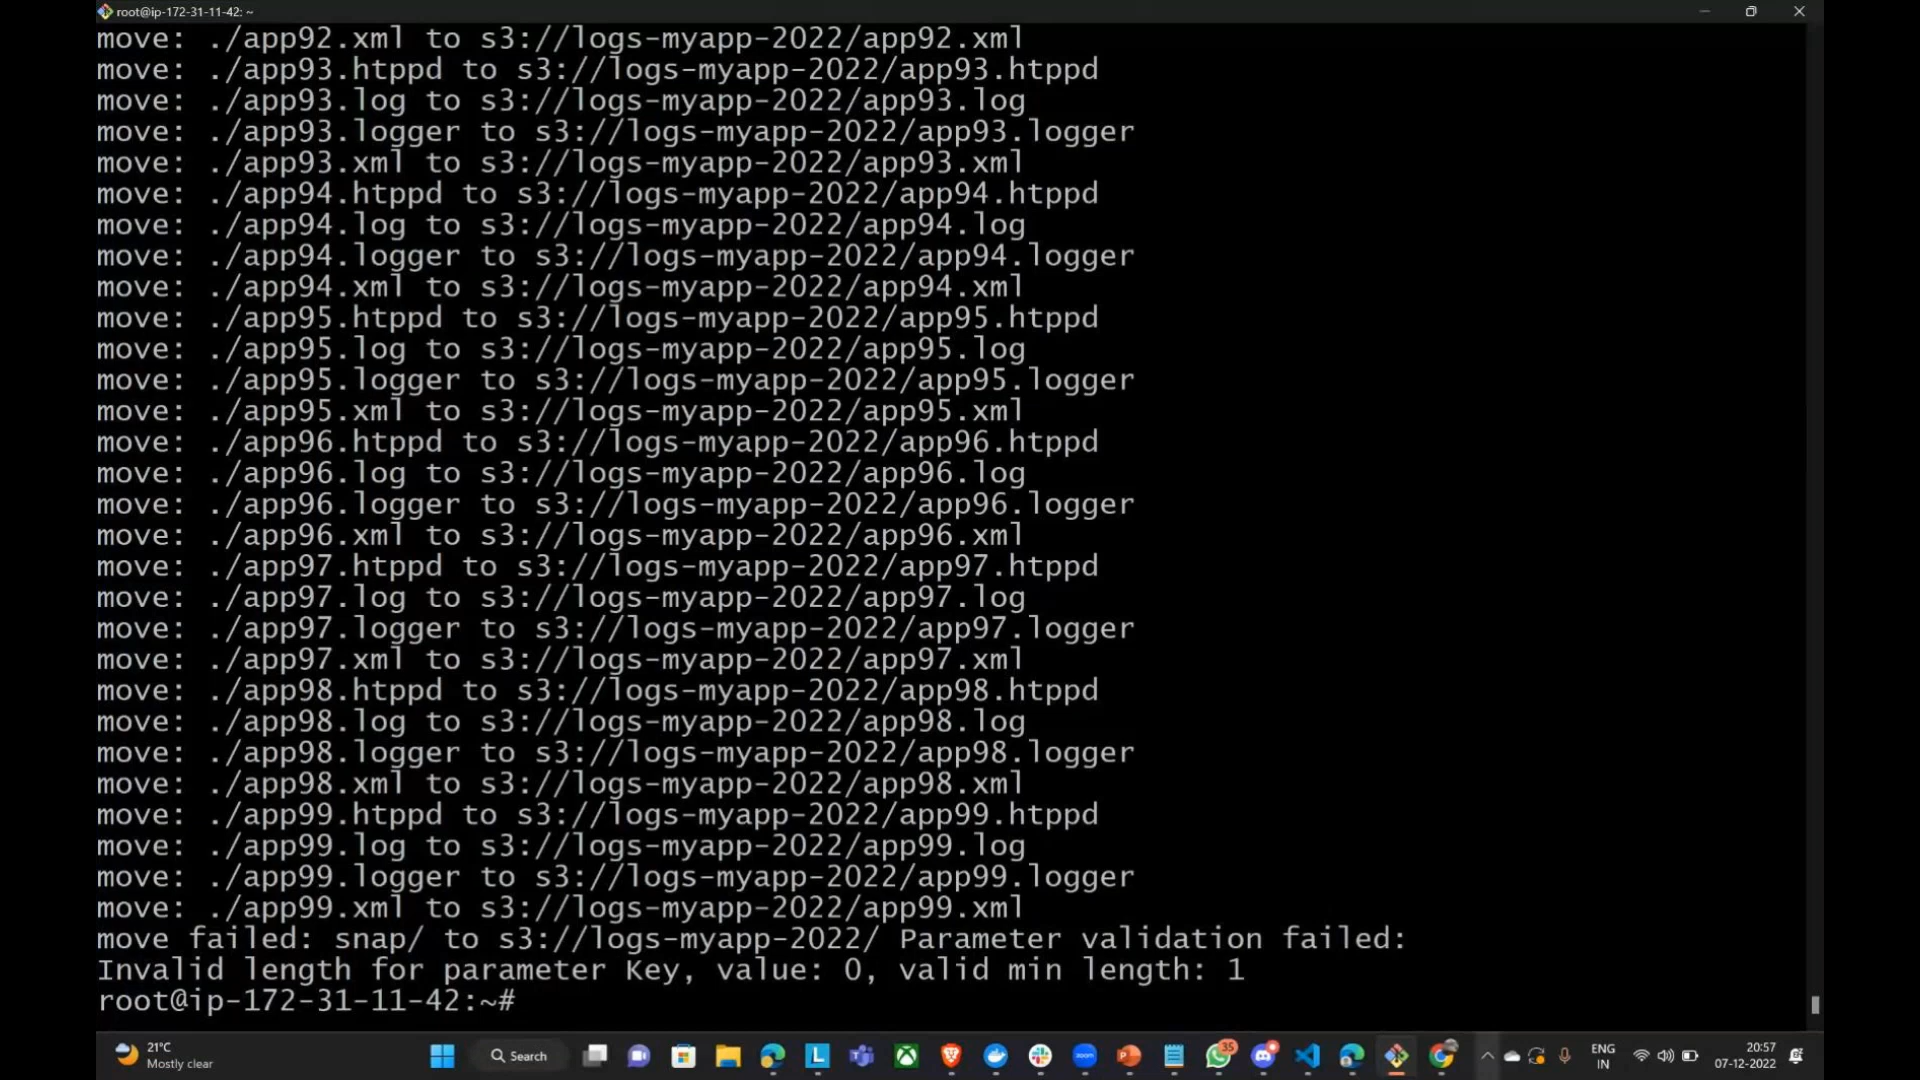 root@ip-172-31-11-42: ~
move: ./app92.xml to s3://logs-myapp-2022/app92.xml
move: ./app93.htppd to s3://logs-myapp-2022/app93.htppd
move: ./app93.log to s3://logs-myapp-2022/app93.log
move: ./app93.logger to s3://logs-myapp-2022/app93.logger
move: ./app93.xml to s3://logs-myapp-2022/app93.xml
move: ./app94.htppd to s3://logs-myapp-2022/app94.htppd
move: ./app94.log to s3://logs-myapp-2022/app94.log
move: ./app94.logger to s3://logs-myapp-2022/app94.logger
move: ./app94.xml to s3://logs-myapp-2022/app94.xml
move: ./app95.htppd to s3://logs-myapp-2022/app95.htppd
move: ./app95.log to s3://logs-myapp-2022/app95.log
move: ./app95.logger to s3://logs-myapp-2022/app95.logger
move: ./app95.xml to s3://logs-myapp-2022/app95.xml
move: ./app96.htppd to s3://logs-myapp-2022/app96.htppd
move: ./app96.log to s3://logs-myapp-2022/app96.log
move: ./app96.logger to s3://logs-myapp-2022/app96.logger
move: ./app96.xml to s3://logs-myapp-2022/app96.xml
move: ./app97.htppd to s3://logs-myapp-2022/app97.htppd
move: ./app97.log to s3://logs-myapp-2022/app97.log
move: ./app97.logger to s3://logs-myapp-2022/app97.logger
move: ./app97.xml to s3://logs-myapp-2022/app97.xml
move: ./app98.htppd to s3://logs-myapp-2022/app98.htppd
move: ./app98.log to s3://logs-myapp-2022/app98.log
move: ./app98.logger to s3://logs-myapp-2022/app98.logger
move: ./app98.xml to s3://logs-myapp-2022/app98.xml
move: ./app99.htppd to s3://logs-myapp-2022/app99.htppd
move: ./app99.log to s3://logs-myapp-2022/app99.log
move: ./app99.logger to s3://logs-myapp-2022/app99.logger
move: ./app99.xml to s3://logs-myapp-2022/app99.xml
move failed: snap/ to s3://logs-myapp-2022/ Parameter validation failed:
Invalid length for parameter Key, value: 0, valid min length: 1
root@ip-172-31-11-42:~#
21°C
Mostly clear
Search
L
zoom
35
ENG
IN
20:57
07-12-2022